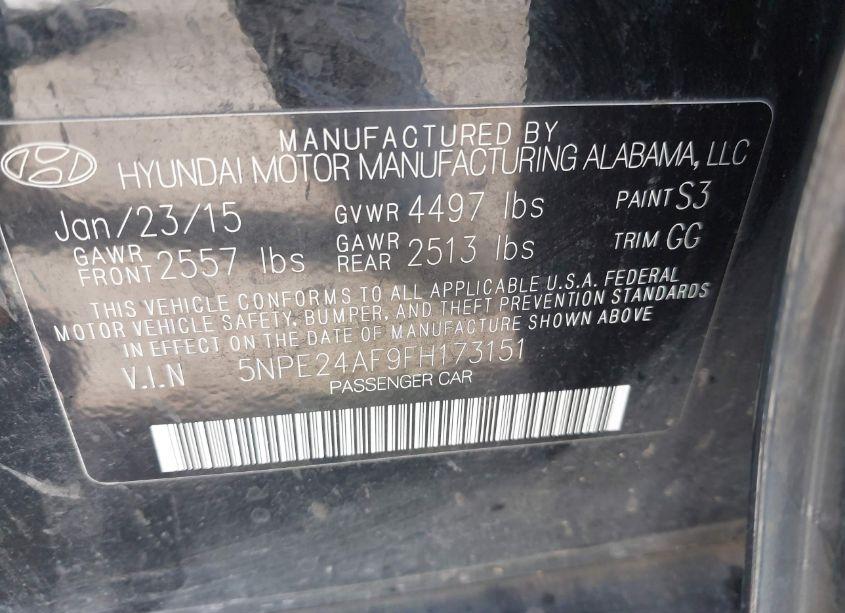 MANUFACTURED BY
HYUNDAI MOTOR MANUFACTURING ALABAMA, LLC
Jan/23/15 GVWR 4497 lbs PAINT S3
GAWR FRONT 2557 lbs GAWR REAR 2513 lbs TRIM GG
THIS VEHICLE CONFORMS TO ALL APPLICABLE U.S.A. FEDERAL
MOTOR VEHICLE SAFETY, BUMPER, AND THEFT PREVENTION STANDARDS
IN EFFECT ON THE DATE OF MANUFACTURE SHOWN ABOVE
V.I.N 5NPE24AF9FH173151
PASSENGER CAR